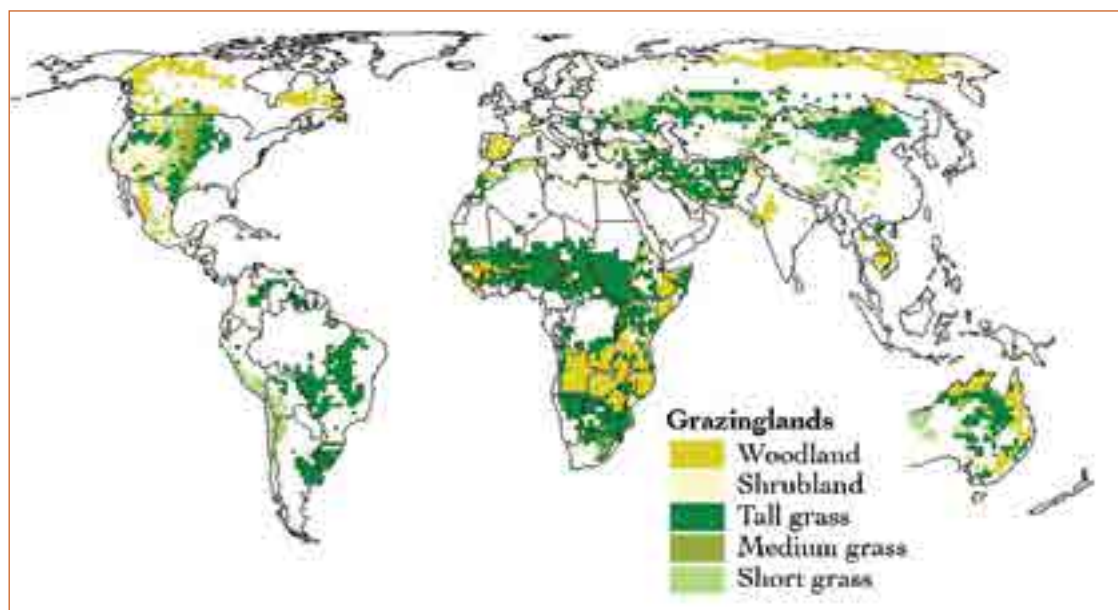 Grazinglands
Woodland
Shrubland
Tall grass
Medium grass
Short grass